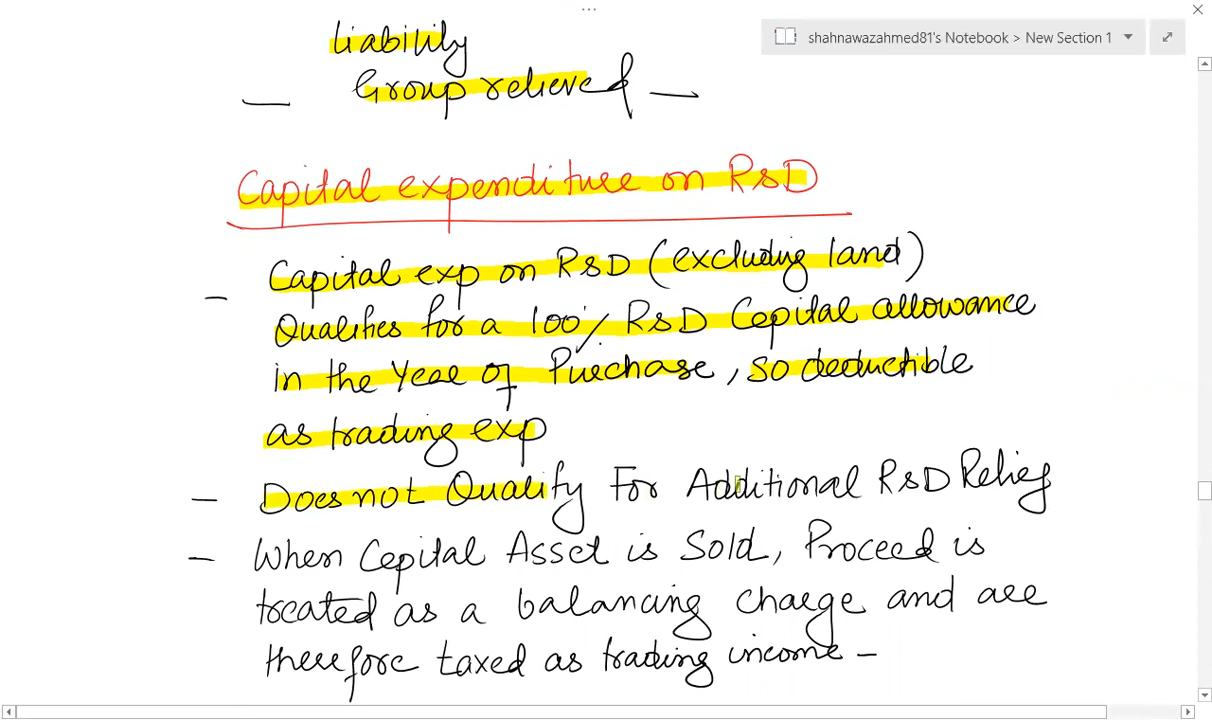 shahnawazahmed81's Notebook > New Section 1
Liability
— Group relieved —
Capital expenditure on R&D
- Capital exp on R&D (excluding land)
Qualifies for a 100% R&D Capital allowance
in the Year of Purchase, so deductible
as trading exp
- Does not Qualify For Additional R&D Relief
- When Capital Asset is Sold, Proceed is
treated as a balancing charge and are
therefore taxed as trading income -